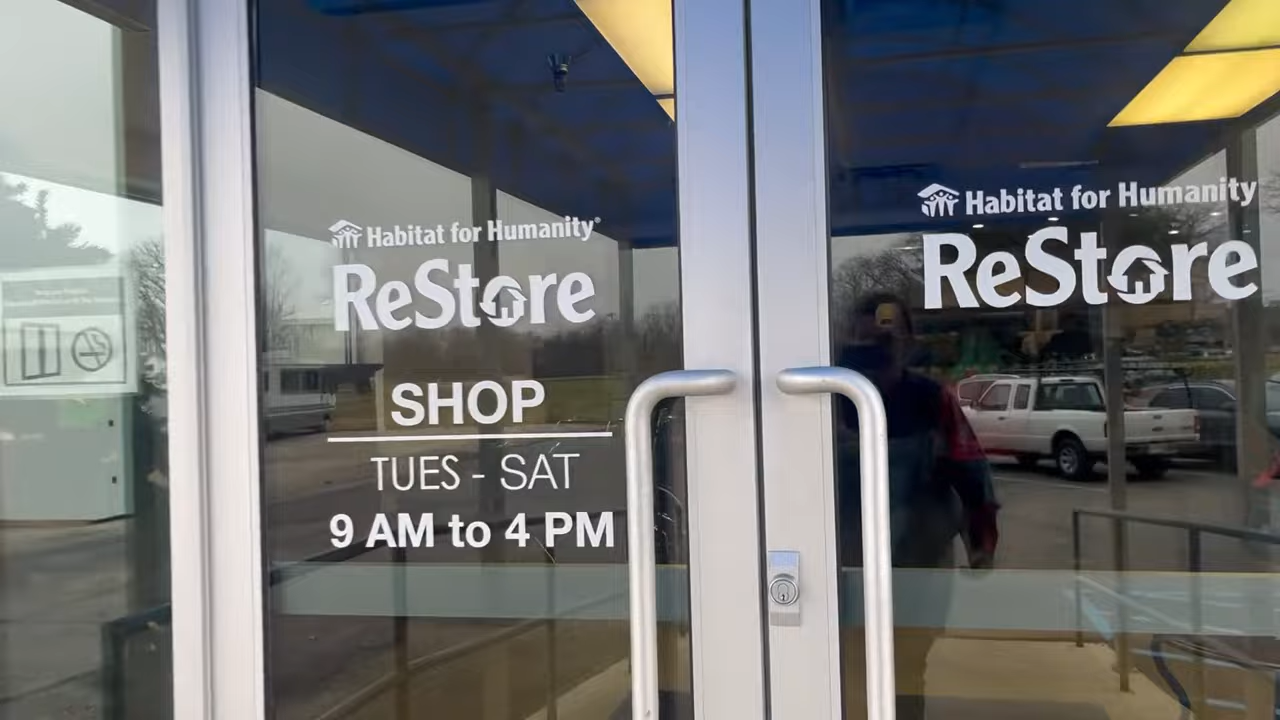 Habitat for Humanity®
ReStore
SHOP
TUES - SAT
9 AM to 4 PM
Habitat for Humanity
ReStore